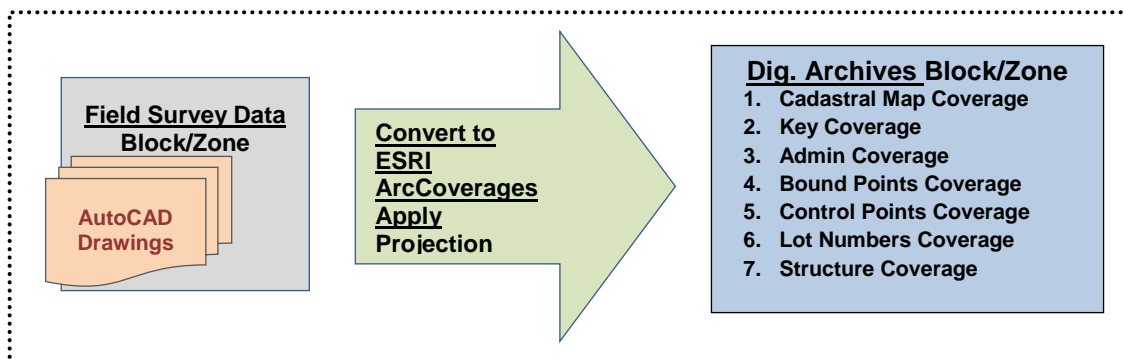 Field Survey Data
Block/Zone
AutoCAD
Drawings
Convert to
ESRI
ArcCoverages
Apply
Projection
Dig. Archives Block/Zone
1. Cadastral Map Coverage
2. Key Coverage
3. Admin Coverage
4. Bound Points Coverage
5. Control Points Coverage
6. Lot Numbers Coverage
7. Structure Coverage